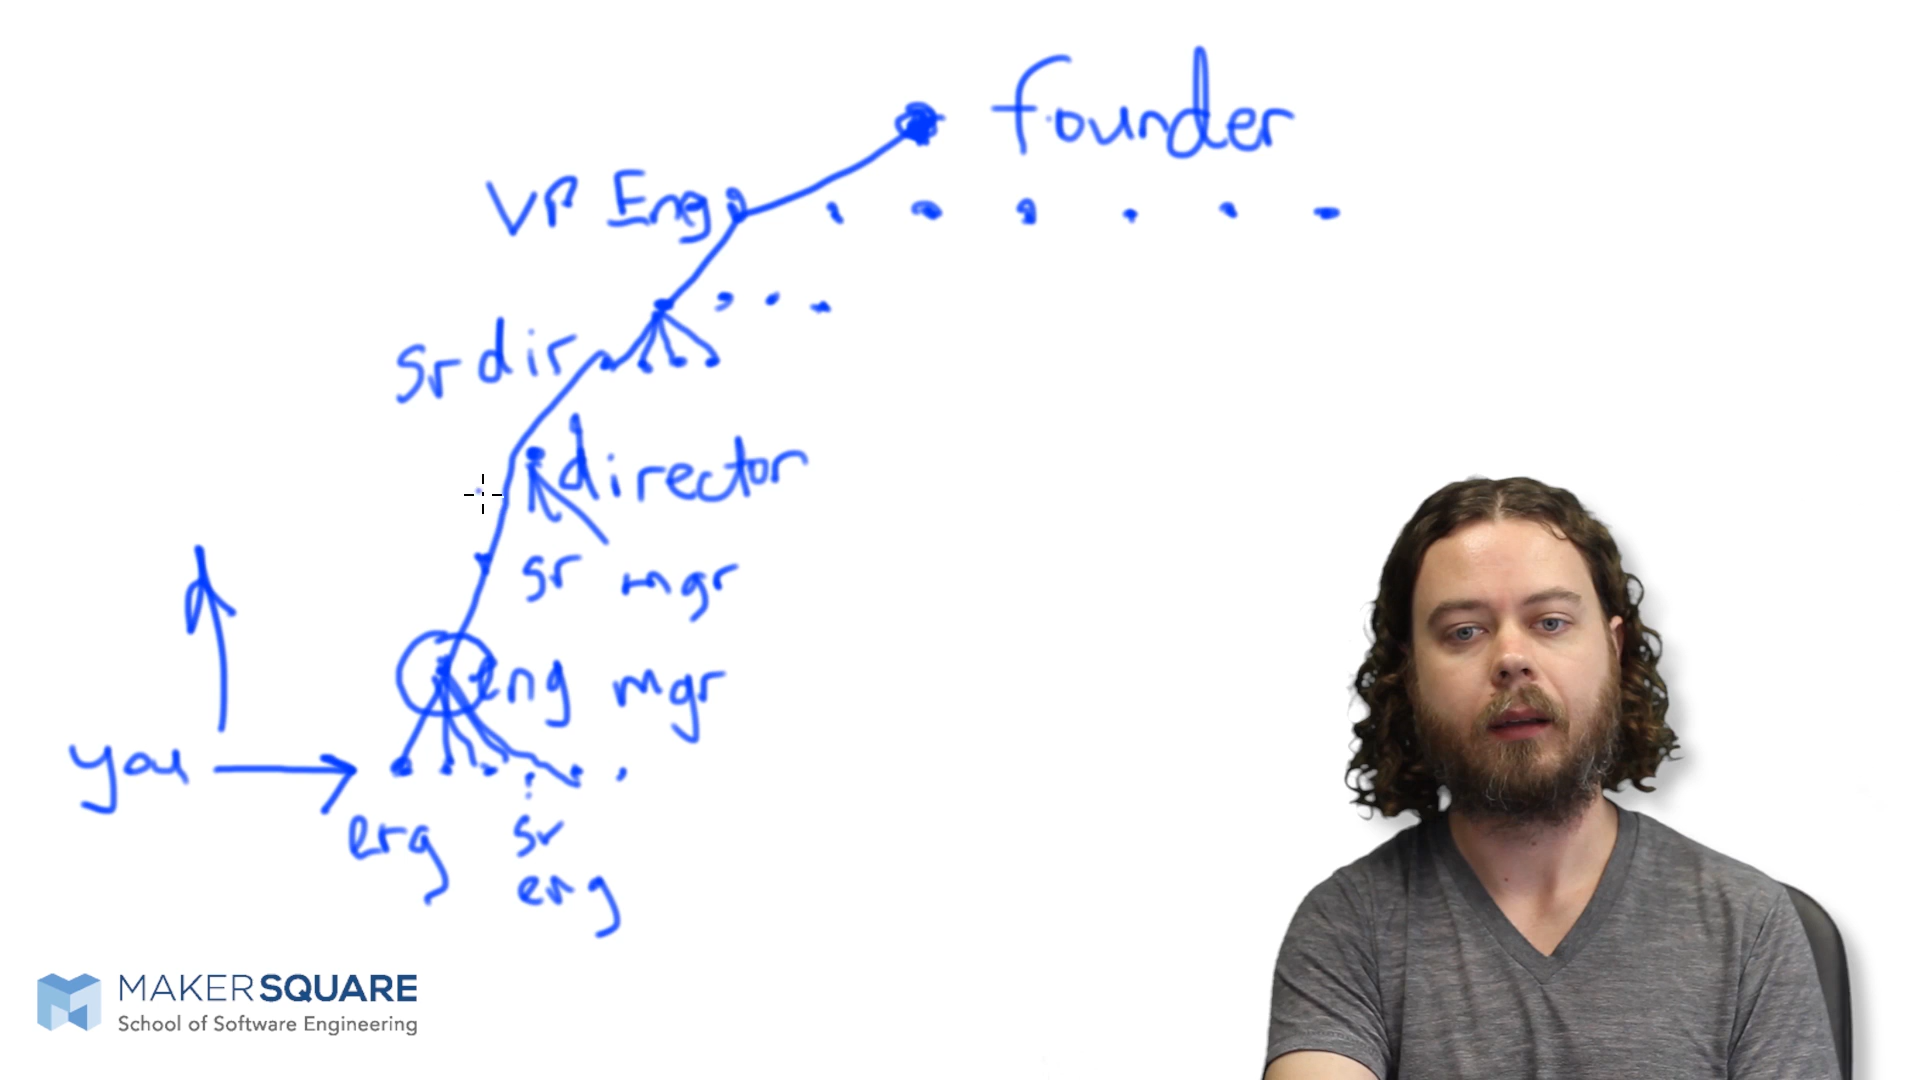 founder
VP Eng
sr dir
director
sr mgr
eng mgr
you
eng
sr
eng
MAKERSQUARE
School of Software Engineering